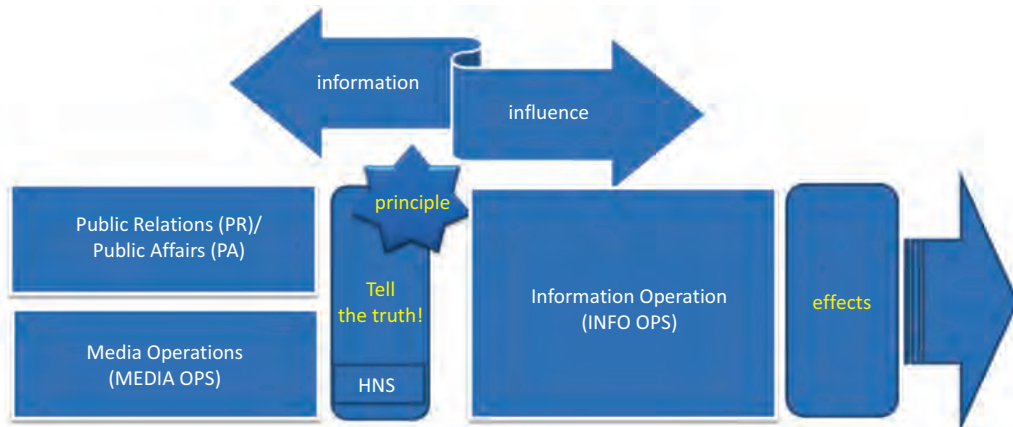 information
influence
principle
Public Relations (PR)/
Public Affairs (PA)
Tell
the truth!
Information Operation
(INFO OPS)
effects
Media Operations
(MEDIA OPS)
HNS